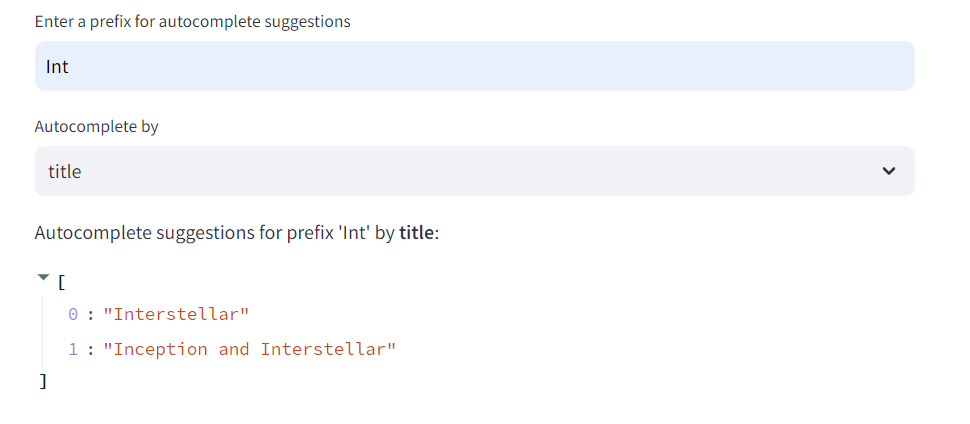 Enter a prefix for autocomplete suggestions
Int
Autocomplete by
title
Autocomplete suggestions for prefix 'Int' by title:
[
0 : "Interstellar"
1 : "Inception and Interstellar"
]